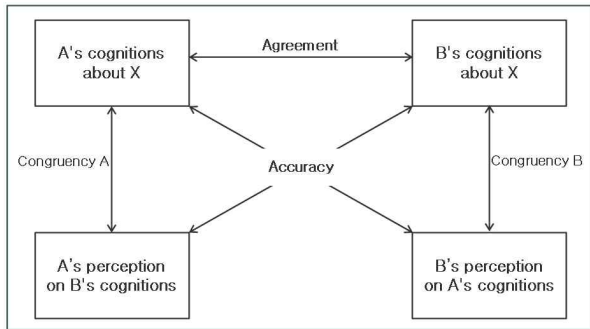 A's cognitions
about X
Agreement
B's cognitions
about X
Congruency A
Accuracy
Congruency B
A's perception
on B's cognitions
B's perception
on A's cognitions